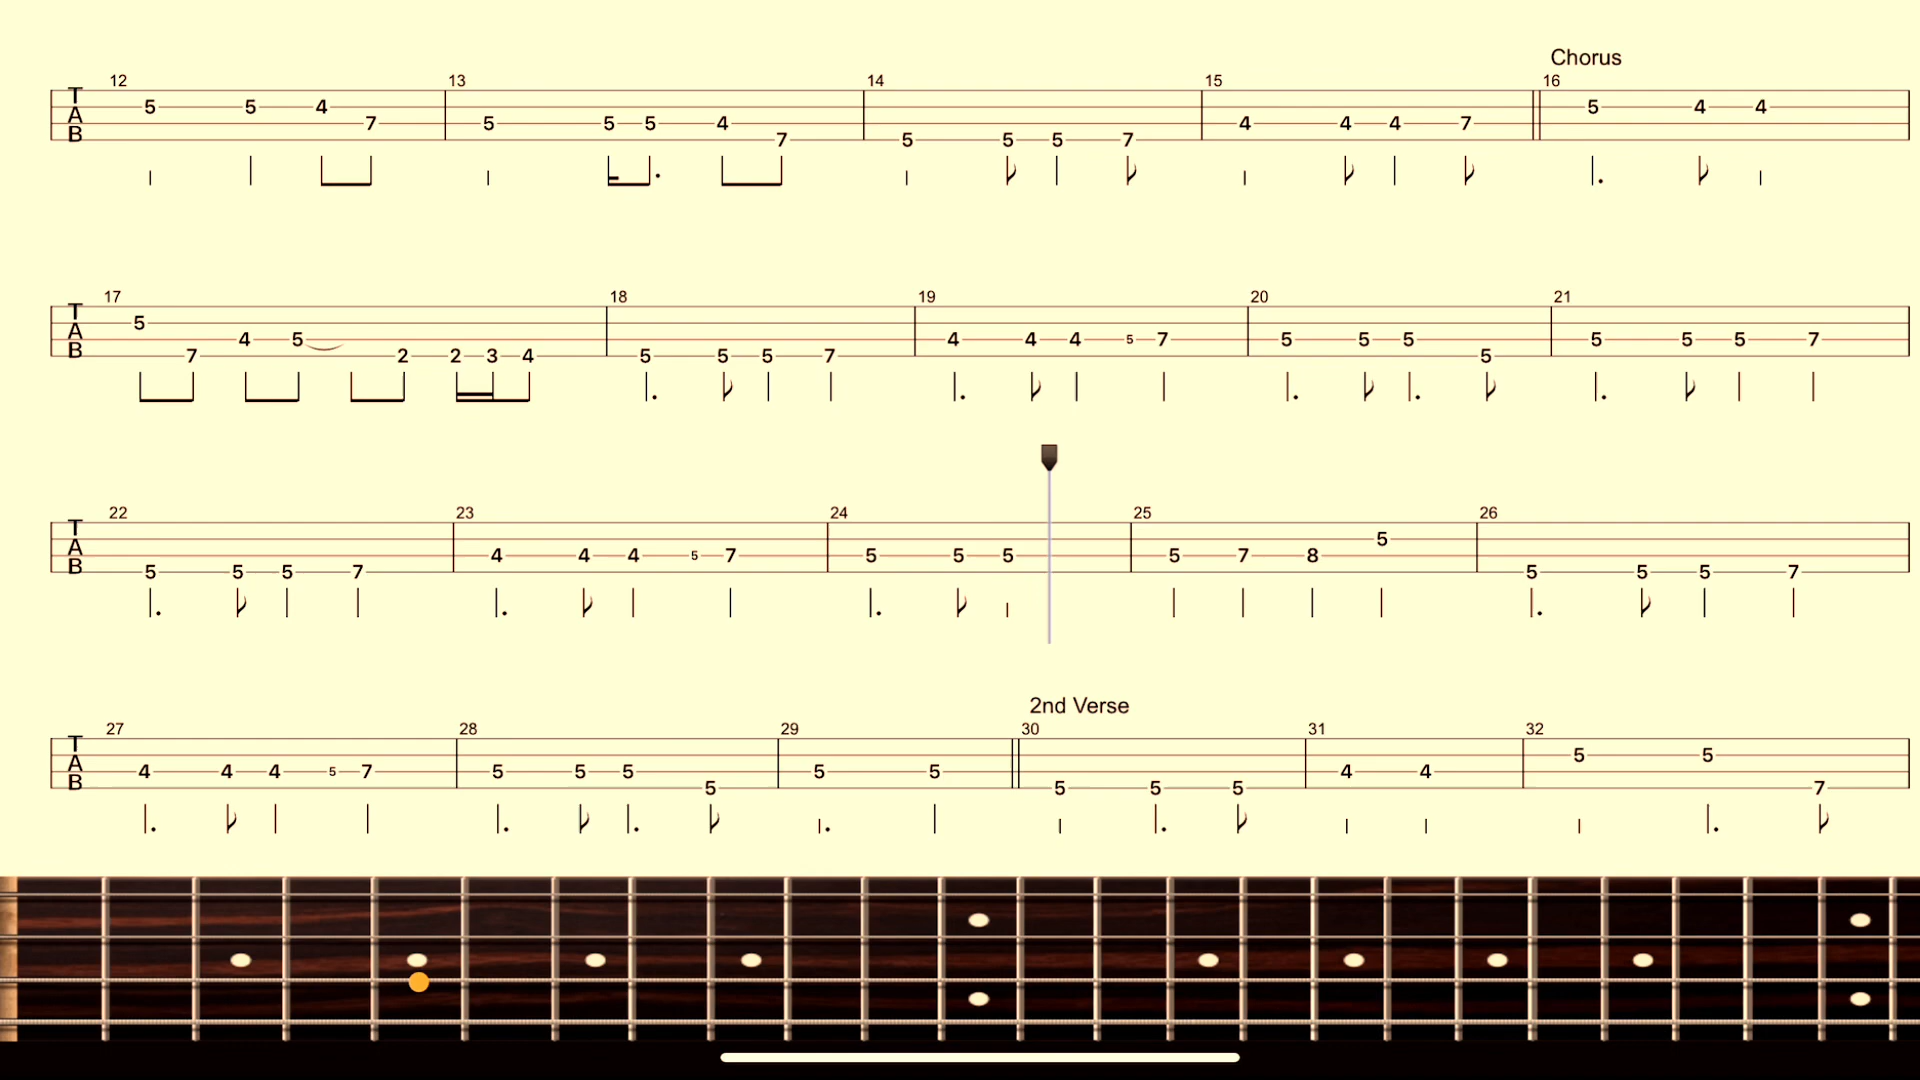 Chorus
12 13 14 15 16
T 5 5 4 7 5 5 5 4 7 5 5 5 7 4 4 4 7 5 4 4
A
B
17 18 19 20 21
T 5 7 4 5 2 2 3 4 5 5 5 7 4 4 4 5 7 5 5 5 5 5 5 5 7
A
B
22 23 24 25 26
T 5 5 5 7 4 4 4 5 7 5 5 5 5 7 8 5 5 5 5 7
A
B
2nd Verse
27 28 29 30 31 32
T 4 4 4 5 7 5 5 5 5 5 5 5 5 5 4 4 5 5 7
A
B